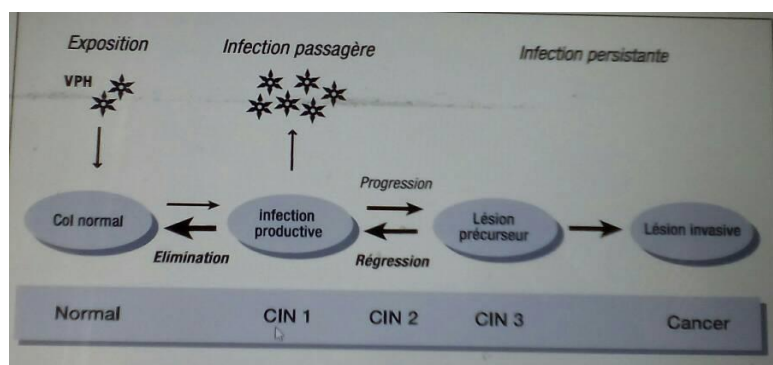 Exposition
Infection passagère
Infection persistante
VPH
Progression
Col normal
infection
productive
Lésion
précurseur
Lésion invasive
Elimination
Régression
Normal
CIN 1
CIN 2
CIN 3
Cancer